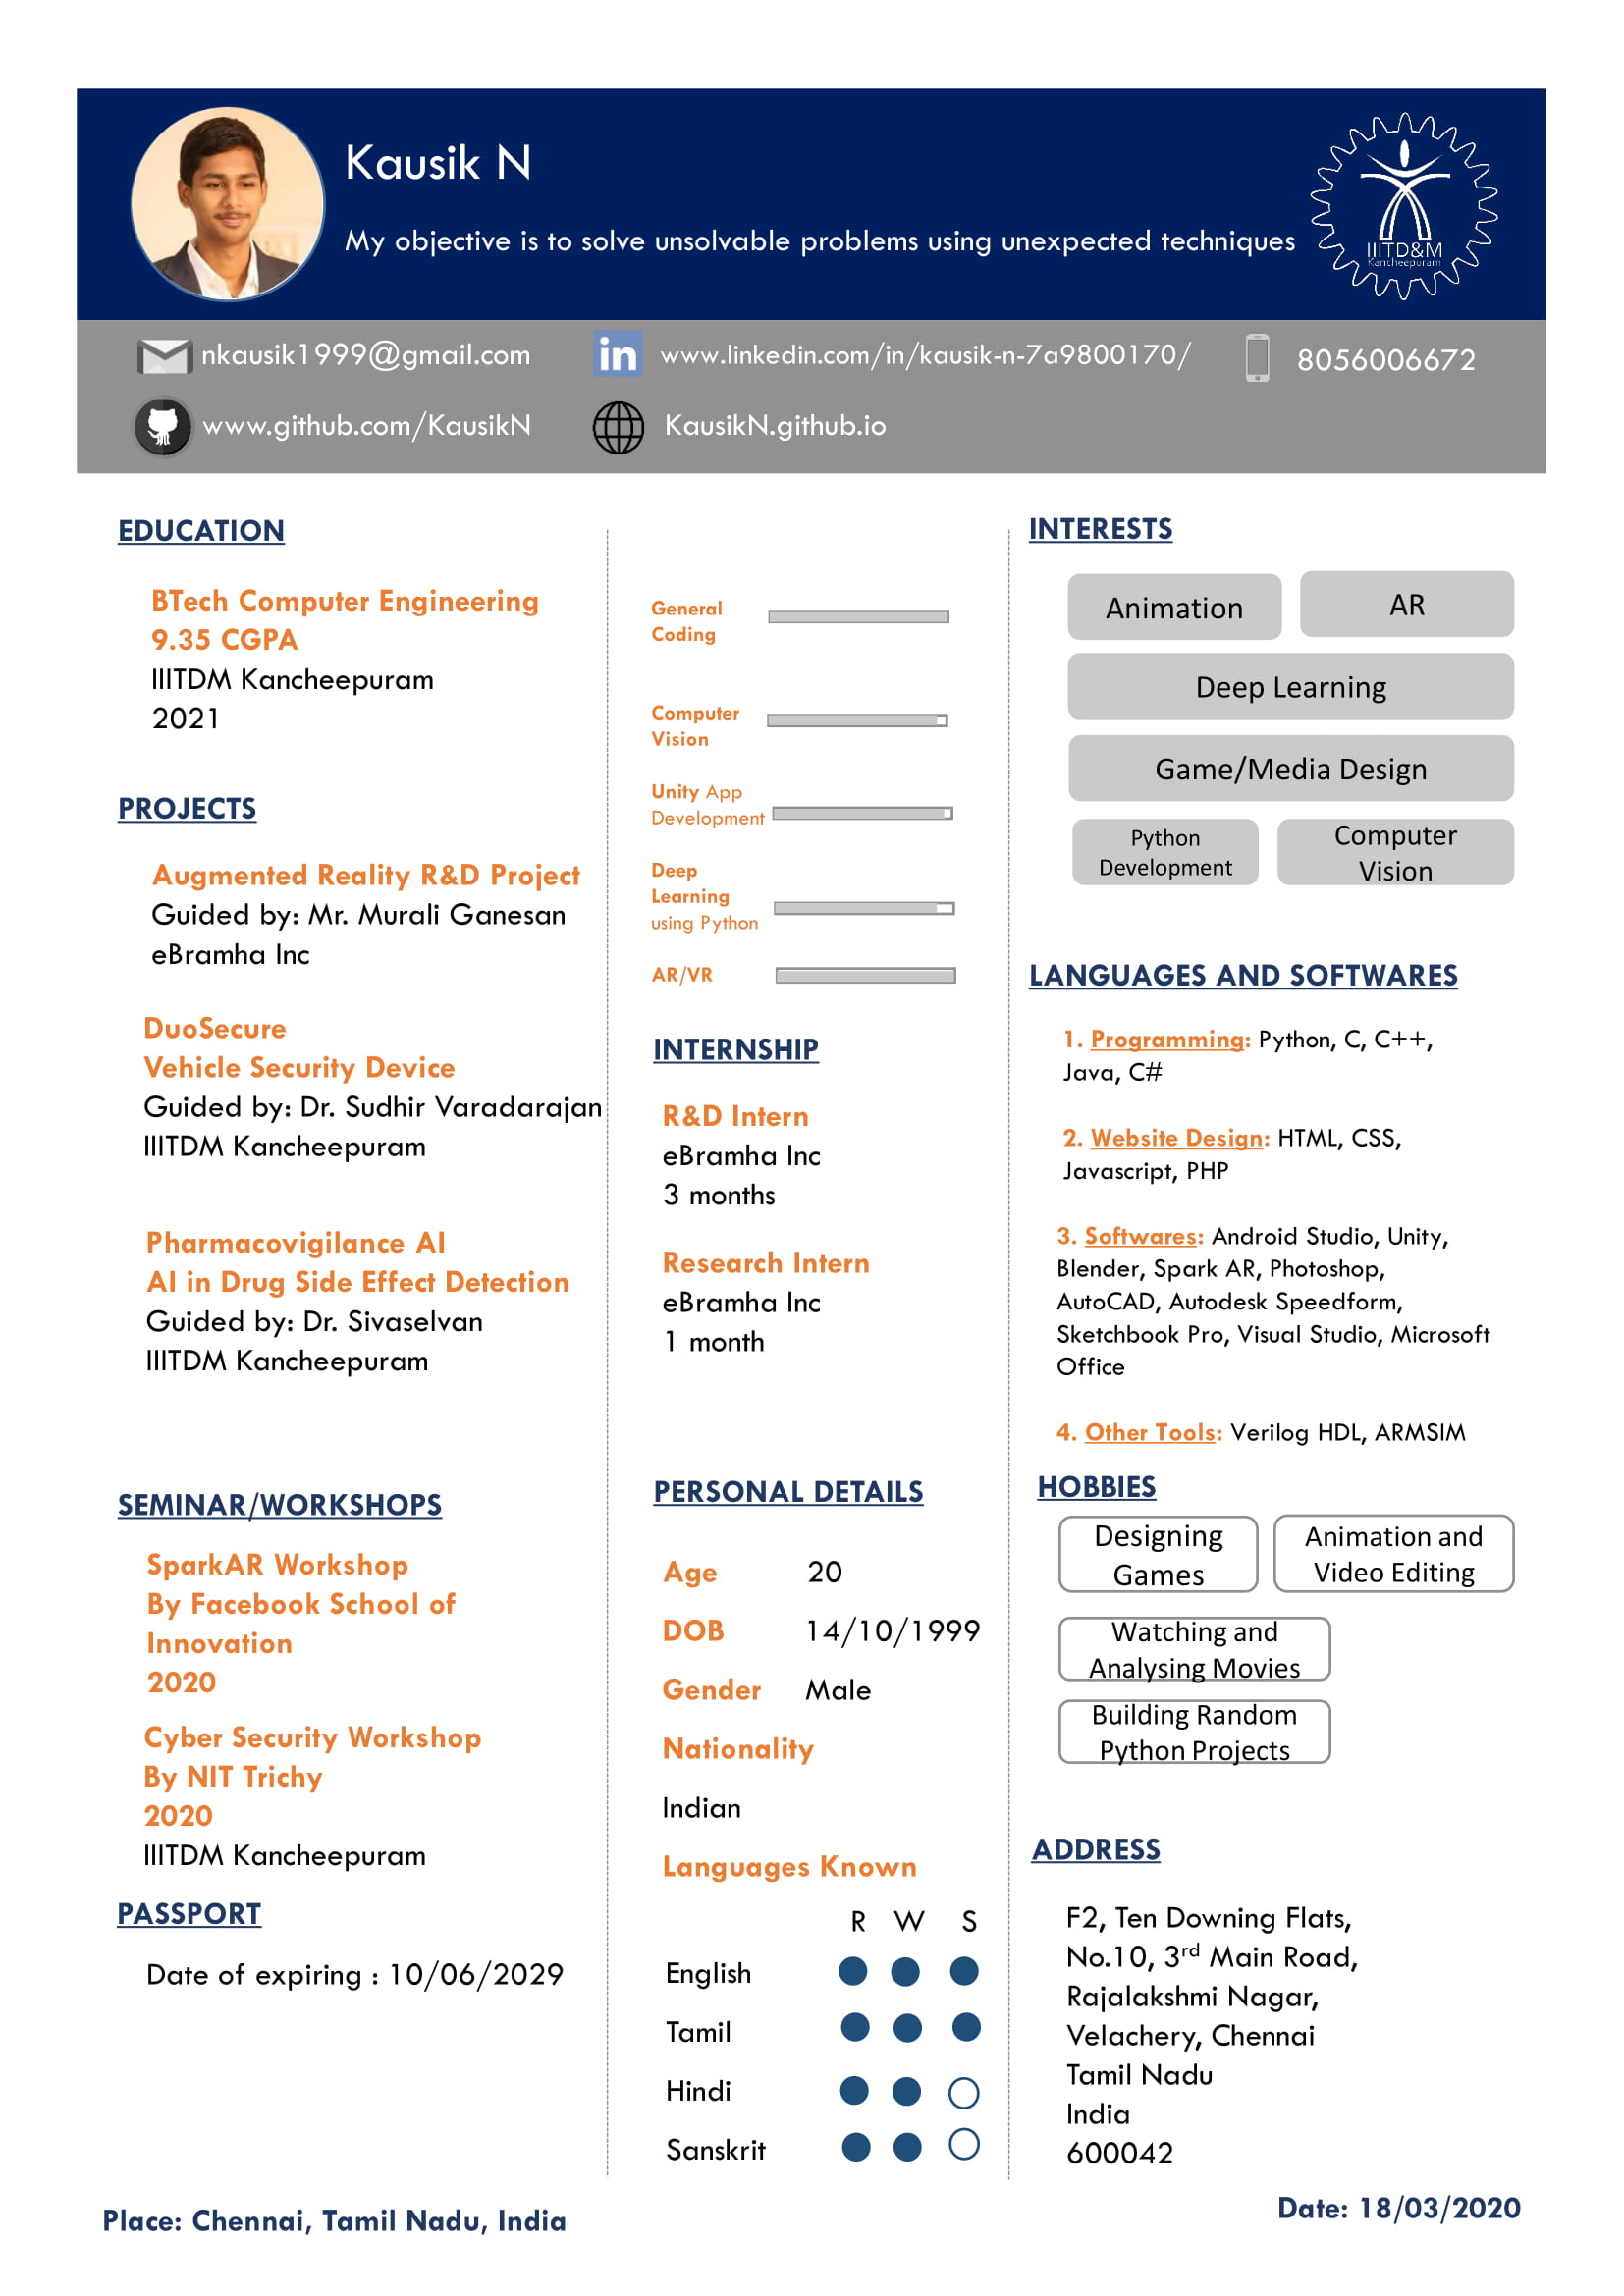 Kausik N
My objective is to solve unsolvable problems using unexpected techniques
IIITD&M
Kancheepuram
nkausik1999@gmail.com
in
www.linkedin.com/in/kausik-n-7a9800170/
8056006672
www.github.com/KausikN
KausikN.github.io
EDUCATION
BTech Computer Engineering
9.35 CGPA
IIITDM Kancheepuram
2021
PROJECTS
Augmented Reality R&D Project
Guided by: Mr. Murali Ganesan
eBramha Inc
DuoSecure
Vehicle Security Device
Guided by: Dr. Sudhir Varadarajan
IIITDM Kancheepuram
Pharmacovigilance AI
AI in Drug Side Effect Detection
Guided by: Dr. Sivaselvan
IIITDM Kancheepuram
SEMINAR/WORKSHOPS
SparkAR Workshop
By Facebook School of
Innovation
2020
Cyber Security Workshop
By NIT Trichy
2020
IIITDM Kancheepuram
PASSPORT
Date of expiring : 10/06/2029
General
Coding
Computer
Vision
Unity App
Development
Deep
Learning
using Python
AR/VR
INTERNSHIP
R&D Intern
eBramha Inc
3 months
Research Intern
eBramha Inc
1 month
PERSONAL DETAILS
Age 20
DOB 14/10/1999
Gender Male
Nationality
Indian
Languages Known
R W S
English
Tamil
Hindi
Sanskrit
INTERESTS
Animation AR
Deep Learning
Game/Media Design
Python
Development
Computer
Vision
LANGUAGES AND SOFTWARES
1. Programming: Python, C, C++,
Java, C#
2. Website Design: HTML, CSS,
Javascript, PHP
3. Softwares: Android Studio, Unity,
Blender, Spark AR, Photoshop,
AutoCAD, Autodesk Speedform,
Sketchbook Pro, Visual Studio, Microsoft
Office
4. Other Tools: Verilog HDL, ARMSIM
HOBBIES
Designing
Games
Animation and
Video Editing
Watching and
Analysing Movies
Building Random
Python Projects
ADDRESS
F2, Ten Downing Flats,
No.10, 3rd Main Road,
Rajalakshmi Nagar,
Velachery, Chennai
Tamil Nadu
India
600042
Place: Chennai, Tamil Nadu, India
Date: 18/03/2020